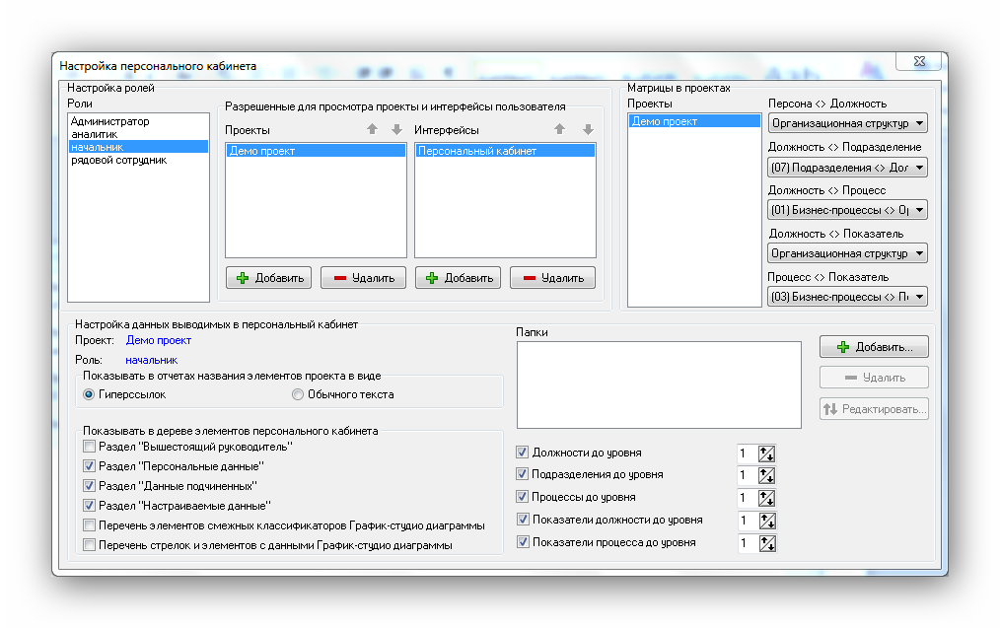 Настройка персонального кабинета
Настройка ролей
Роли
Администратор
аналитик
начальник
рядовой сотрудник
Разрешенные для просмотра проекты и интерфейсы пользователя
Проекты
Демо проект
Добавить
Удалить
Интерфейсы
Персональный кабинет
Добавить
Удалить
Матрицы в проектах
Проекты
Демо проект
Персона <> Должность
Организационная структур
Должность <> Подразделение
(07) Подразделения <> Дол
Должность <> Процесс
(01) Бизнес-процессы <> Ор
Должность <> Показатель
Организационная структур
Процесс <> Показатель
(03) Бизнес-процессы <> П
Настройка данных выводимых в персональный кабинет
Проект: Демо проект
Роль: начальник
Показывать в отчетах названия элементов проекта в виде
Гиперссылок
Обычного текста
Показывать в дереве элементов персонального кабинета
Раздел "Вышестоящий руководитель"
Раздел "Персональные данные"
Раздел "Данные подчиненных"
Раздел "Настраиваемые данные"
Перечень элементов смежных классификаторов График-студио диаграммы
Перечень стрелок и элементов с данными График-студио диаграммы
Папки
Добавить...
Удалить
Редактировать...
Должности до уровня 1
Подразделения до уровня 1
Процессы до уровня 1
Показатели должности до уровня 1
Показатели процесса до уровня 1